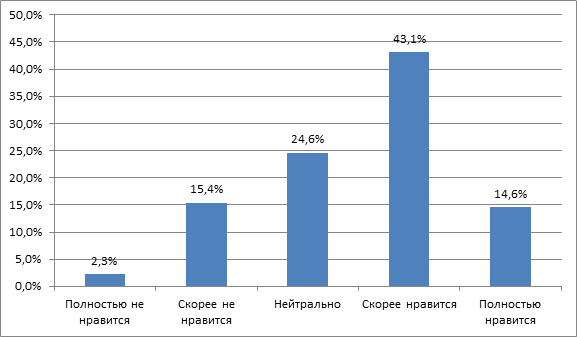 50,0%
45,0%
40,0%
35,0%
30,0%
25,0%
20,0%
15,0%
10,0%
5,0%
0,0%
2,3%
15,4%
24,6%
43,1%
14,6%
Полностью не
нравится
Скорее не
нравится
Нейтрально
Скорее нравится
Полностью
нравится